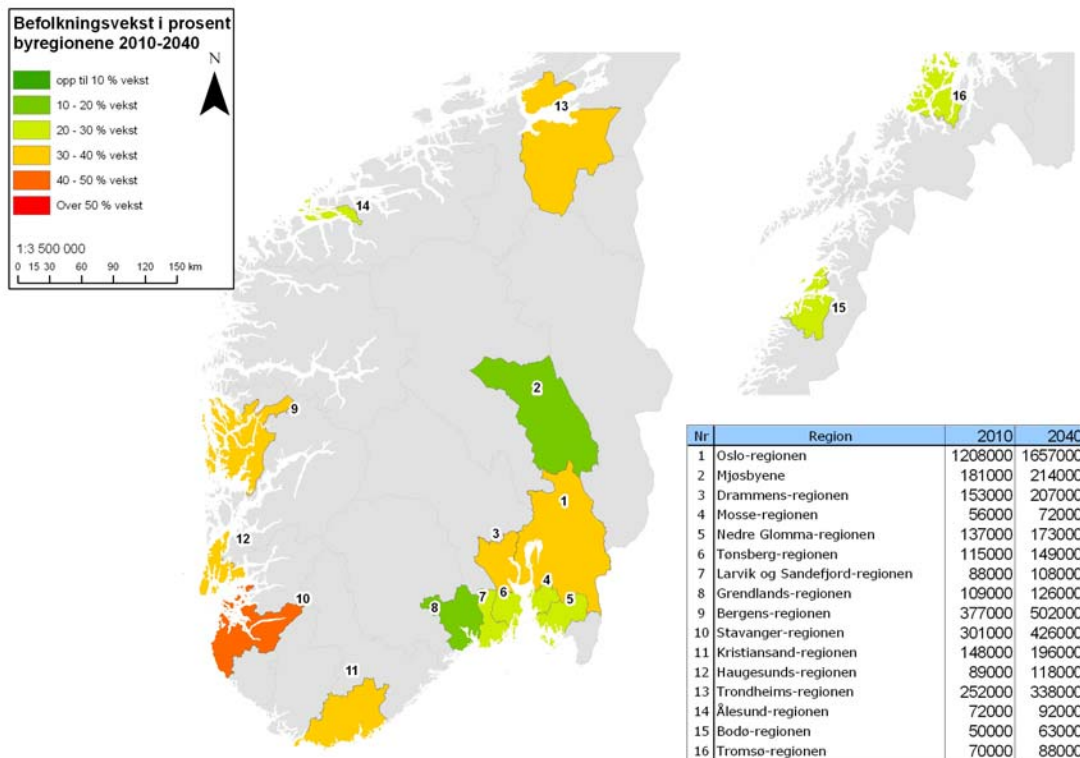 Befolkningsvekst i prosent
byregionene 2010-2040
N
opp til 10 % vekst
10 - 20 % vekst
20 - 30 % vekst
30 - 40 % vekst
40 - 50 % vekst
Over 50 % vekst
1:3 500 000
0 15 30 60 90 120 150 km
13
16
14
15
2
9
1
3
12
4
10
7 6 5
8
11
Nr Region 2010 2040
1 Oslo-regionen 1208000 1657000
2 Mjøsbyene 181000 214000
3 Drammens-regionen 153000 207000
4 Mosse-regionen 56000 72000
5 Nedre Glomma-regionen 137000 173000
6 Tønsberg-regionen 115000 149000
7 Larvik og Sandefjord-regionen 88000 108000
8 Grendlands-regionen 109000 126000
9 Bergens-regionen 377000 502000
10 Stavanger-regionen 301000 426000
11 Kristiansand-regionen 148000 196000
12 Haugesunds-regionen 89000 118000
13 Trondheims-regionen 252000 338000
14 Ålesund-regionen 72000 92000
15 Bodø-regionen 50000 63000
16 Tromsø-regionen 70000 88000